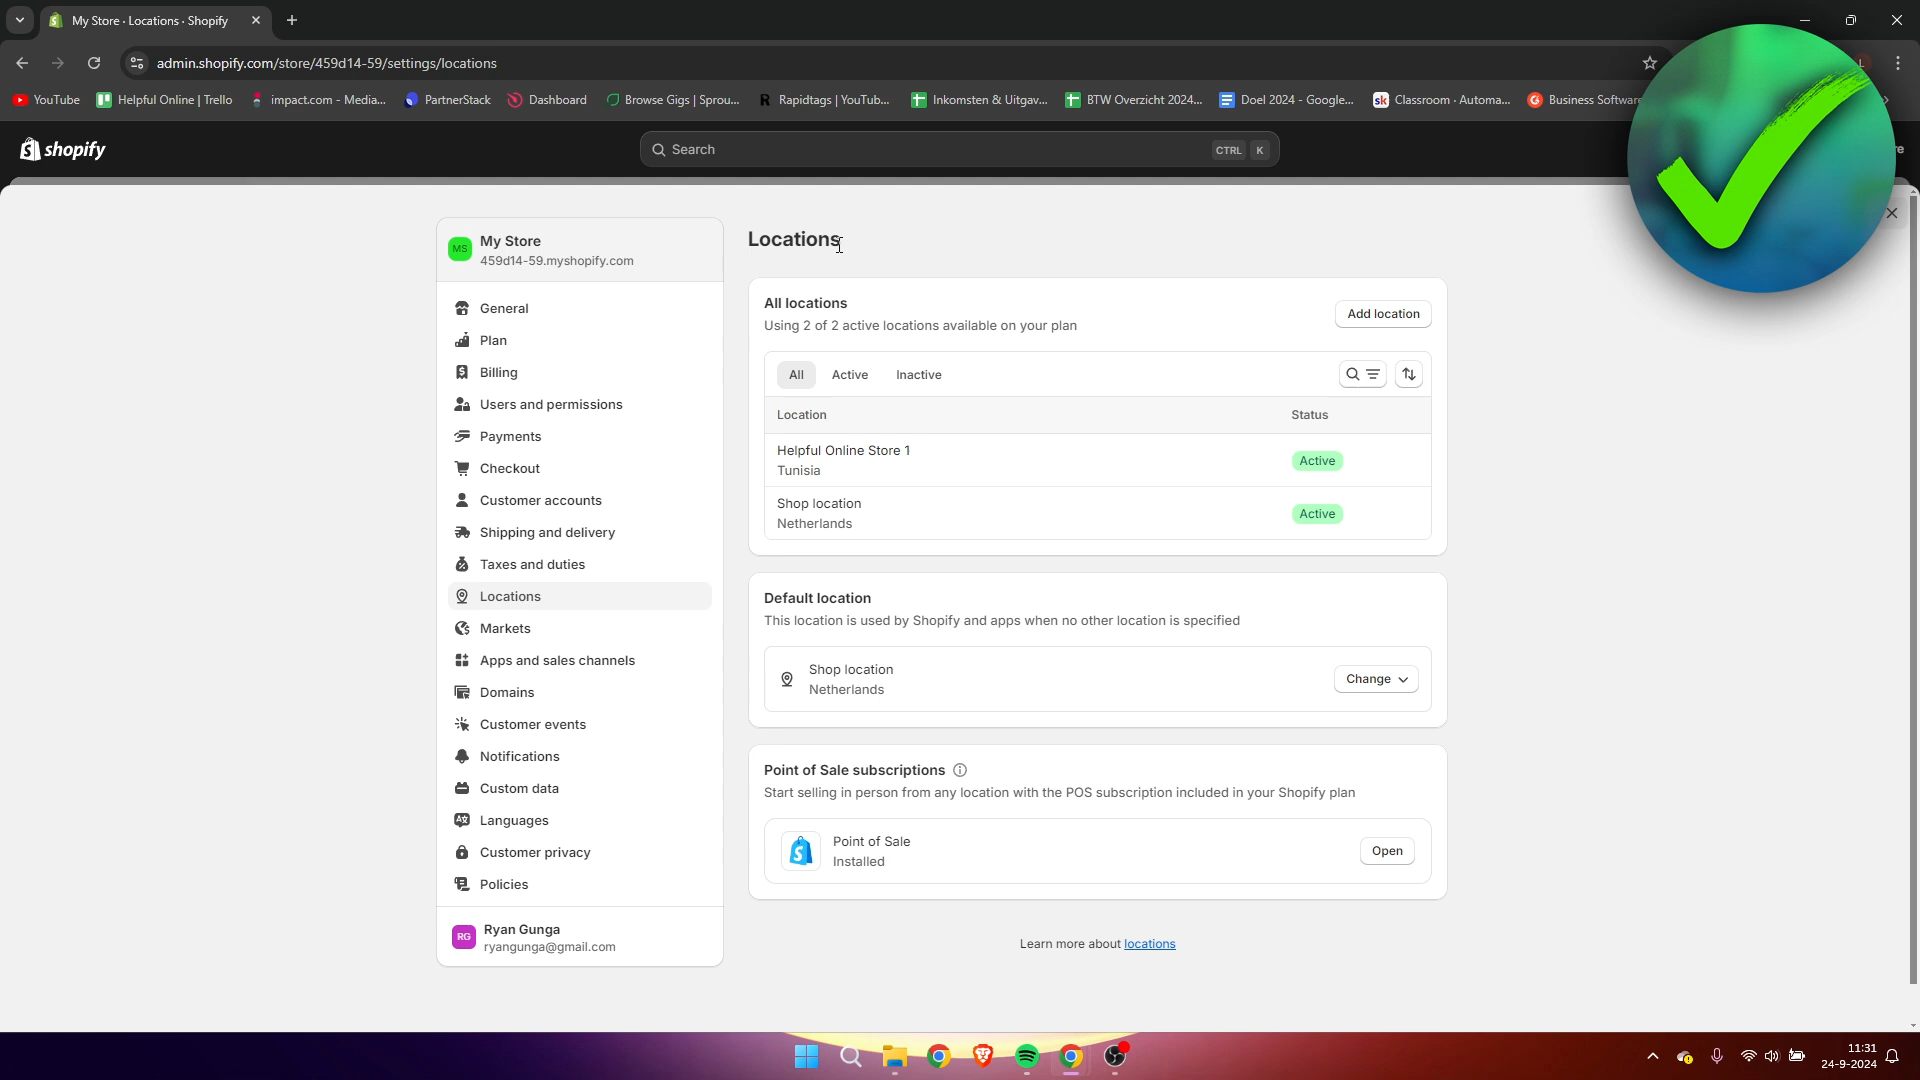 My Store · Locations · Shopify
admin.shopify.com/store/459d14-59/settings/locations
YouTube
Helpful Online | Trello
impact.com - Media...
PartnerStack
Dashboard
Browse Gigs | Sprou...
Rapidtags | YouTub...
Inkomsten & Uitgav...
BTW Overzicht 2024...
Doel 2024 - Google...
sk
Classroom · Automa...
Business Software
shopify
Search
CTRL K
MS
My Store
459d14-59.myshopify.com
General
Plan
Billing
Users and permissions
Payments
Checkout
Customer accounts
Shipping and delivery
Taxes and duties
Locations
Markets
Apps and sales channels
Domains
Customer events
Notifications
Custom data
Languages
Customer privacy
Policies
RG
Ryan Gunga
ryangunga@gmail.com
Locations
All locations
Using 2 of 2 active locations available on your plan
Add location
All Active Inactive
Location Status
Helpful Online Store 1
Tunisia
Active
Shop location
Netherlands
Active
Default location
This location is used by Shopify and apps when no other location is specified
Shop location
Netherlands
Change
Point of Sale subscriptions
Start selling in person from any location with the POS subscription included in your Shopify plan
Point of Sale
Installed
Open
Learn more about locations
11:31
24-9-2024